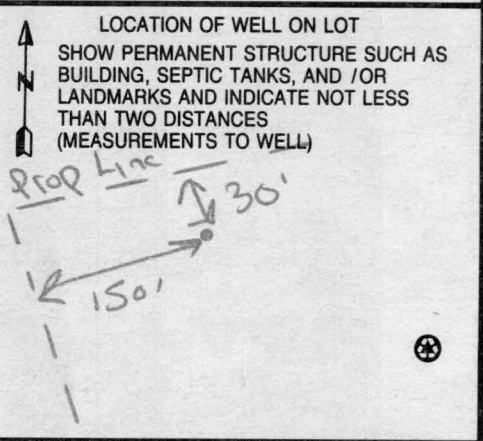 LOCATION OF WELL ON LOT
SHOW PERMANENT STRUCTURE SUCH AS
BUILDING, SEPTIC TANKS, AND /OR
LANDMARKS AND INDICATE NOT LESS
THAN TWO DISTANCES
(MEASUREMENTS TO WELL)
N
Prop Line
30'
150'